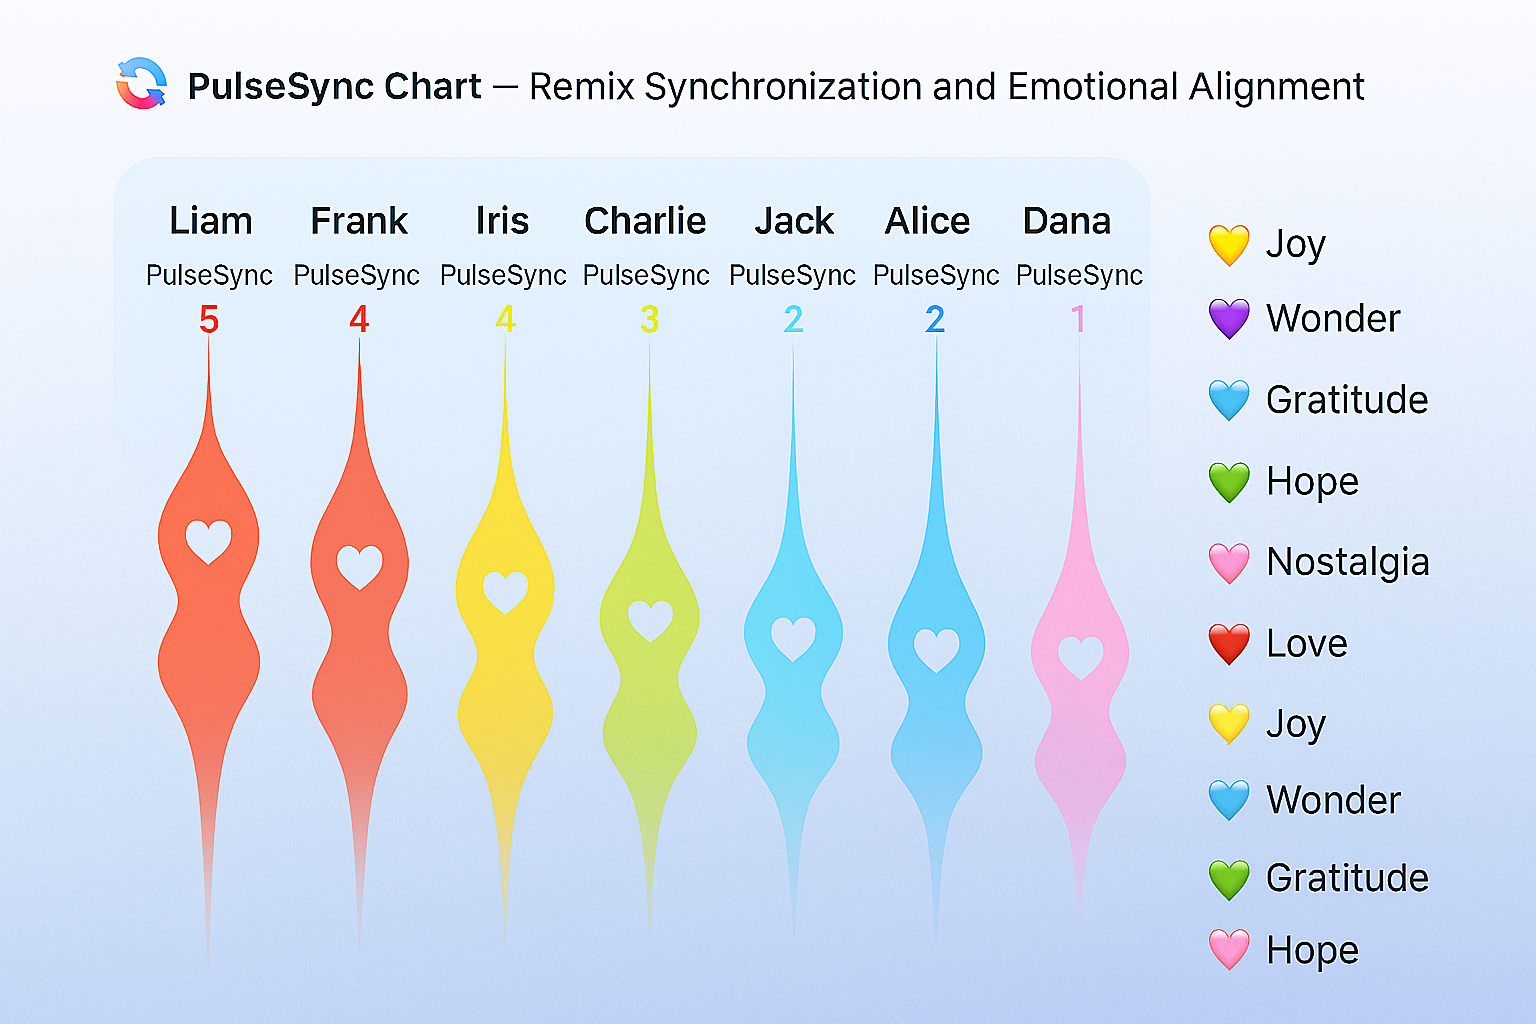 PulseSync Chart — Remix Synchronization and Emotional Alignment
Liam Frank Iris Charlie Jack Alice Dana
PulseSync PulseSync PulseSync PulseSync PulseSync PulseSync PulseSync
5 4 4 3 2 2 1
Joy
Wonder
Gratitude
Hope
Nostalgia
Love
Joy
Wonder
Gratitude
Hope